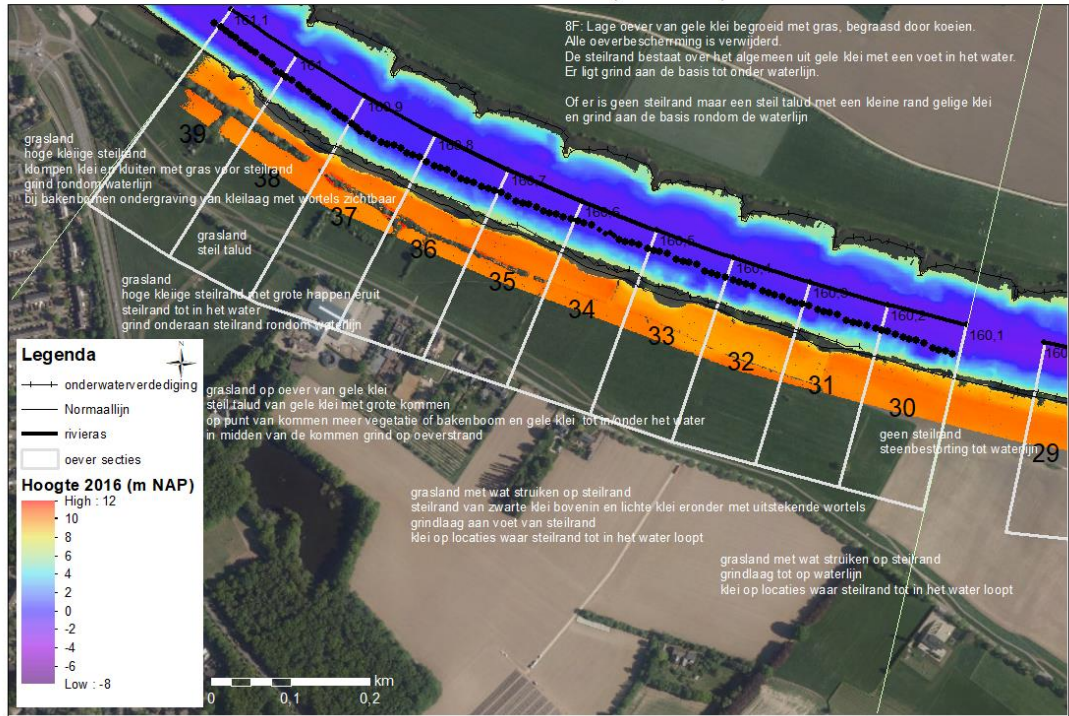 8F: Lage oever van gele klei begroeid met gras, begraasd door koeien.
Alle oeverbescherrming is verwijderd.
De steilrand bestaat over het algemeen uit gele klei met een voet in het water.
Er ligt grind aan de basis tot onder waterlijn.
Of er is geen steilrand maar een steil talud met een kleine rand gelige klei
en grind aan de basis rondom de waterlijn
161,1
161
160,9
160,8
160,7
160,6
160,5
160,4
160,3
160,2
160,1
160
39
38
37
36
35
34
33
32
31
30
29
grasland
hoge kleiige steilrand
klompen klei en kluiten met gras voor steilrand
grind rondom waterlijn
bij bakenbomen ondergraving van kleilaag met wortels zichtbaar
grasland
steil talud
grasland
hoge kleiige steilrand met grote happen eruit
steilrand tot in het water
grind onderaan steilrand rondom waterlijn
grasland op oever van gele klei
steil talud van gele klei met grote kommen
op punt van kommen meer vegetatie of bakenboom en gele klei tot in/onder het water
in midden van de kommen grind op oeverstrand
geen steilrand
steenbestorting tot waterlijn
grasland met wat struiken op steilrand
steilrand van zwarte klei bovenin en lichte klei eronder met uitstekende wortels
grindlaag aan voet van steilrand
klei op locaties waar steilrand tot in het water loopt
grasland met wat struiken op steilrand
grindlaag tot op waterlijn
klei op locaties waar steilrand tot in het water loopt
Legenda
N
onderwaterverdediging
Normaallijn
rivieras
oever secties
Hoogte 2016 (m NAP)
High : 12
10
8
6
4
2
0
-2
-4
-6
Low : -8
0 0,1 0,2
km